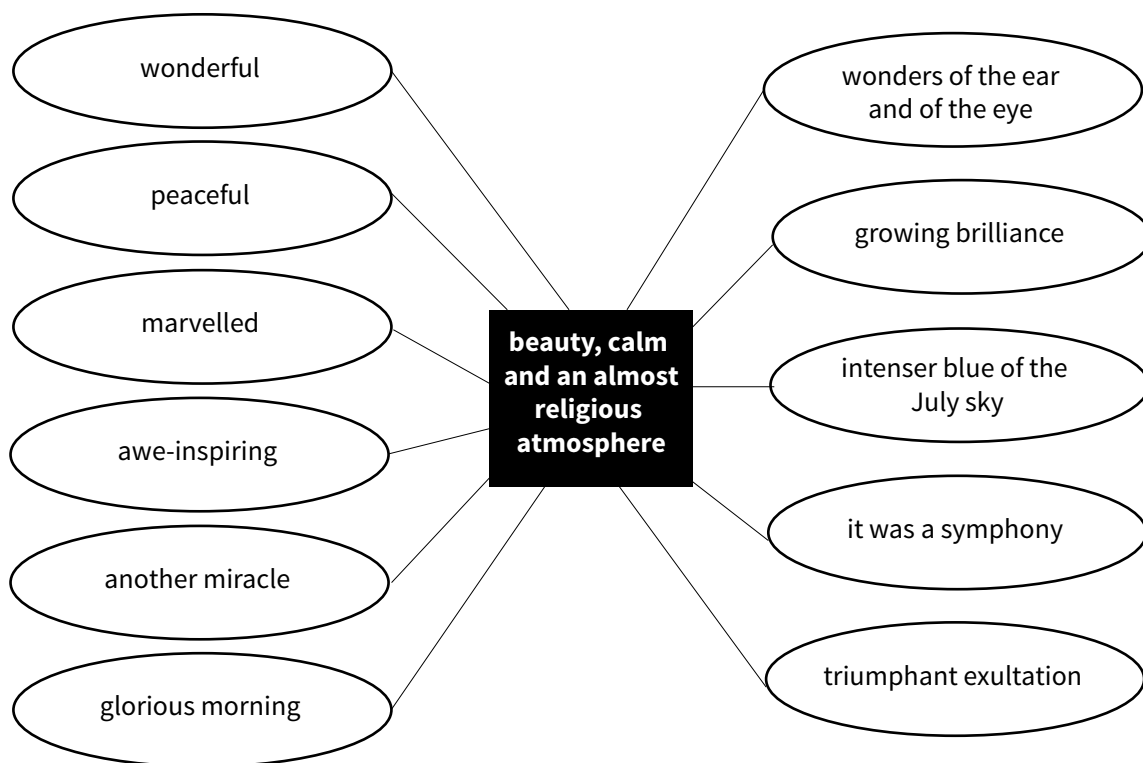 wonderful
peaceful
marvelled
awe-inspiring
another miracle
glorious morning
beauty, calm
and an almost
religious
atmosphere
wonders of the ear
and of the eye
growing brilliance
intenser blue of the
July sky
it was a symphony
triumphant exultation